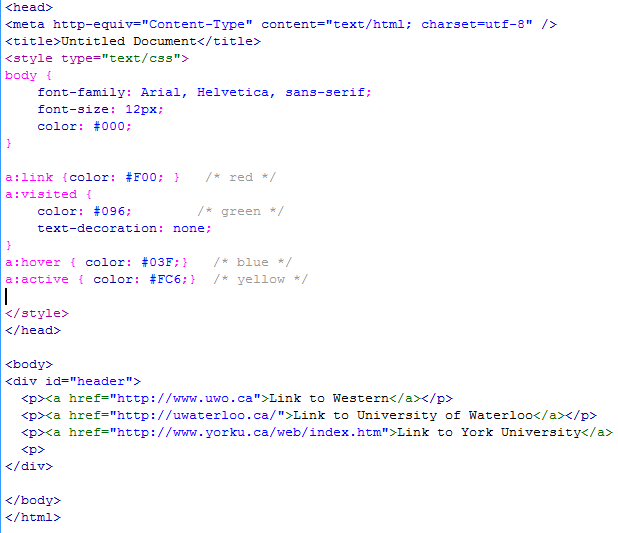 <head>
<meta http-equiv="Content-Type" content="text/html; charset=utf-8" />
<title>Untitled Document</title>
<style type="text/css">
body {
    font-family: Arial, Helvetica, sans-serif;
    font-size: 12px;
    color: #000;
}

a:link {color: #F00; }   /* red */
a:visited {
    color: #096;        /* green */
    text-decoration: none;
}
a:hover { color: #03F;}   /* blue */
a:active { color: #FC6;}  /* yellow */

</style>
</head>

<body>
<div id="header">
  <p><a href="http://www.uwo.ca">Link to Western</a></p>
  <p><a href="http://uwaterloo.ca/">Link to University of Waterloo</a></p>
  <p><a href="http://www.yorku.ca/web/index.htm">Link to York University</a>
  <p>
</div>

</body>
</html>